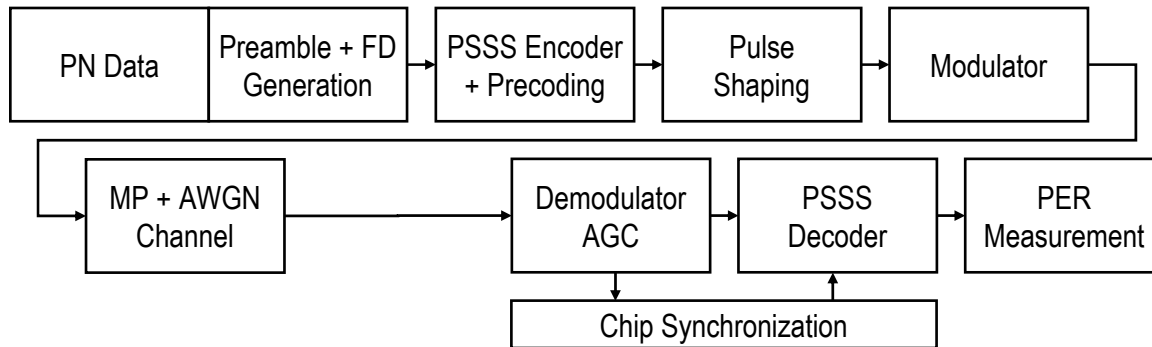 PN Data
Preamble + FD
Generation
PSSS Encoder
+ Precoding
Pulse
Shaping
Modulator
MP + AWGN
Channel
Demodulator
AGC
PSSS
Decoder
PER
Measurement
Chip Synchronization